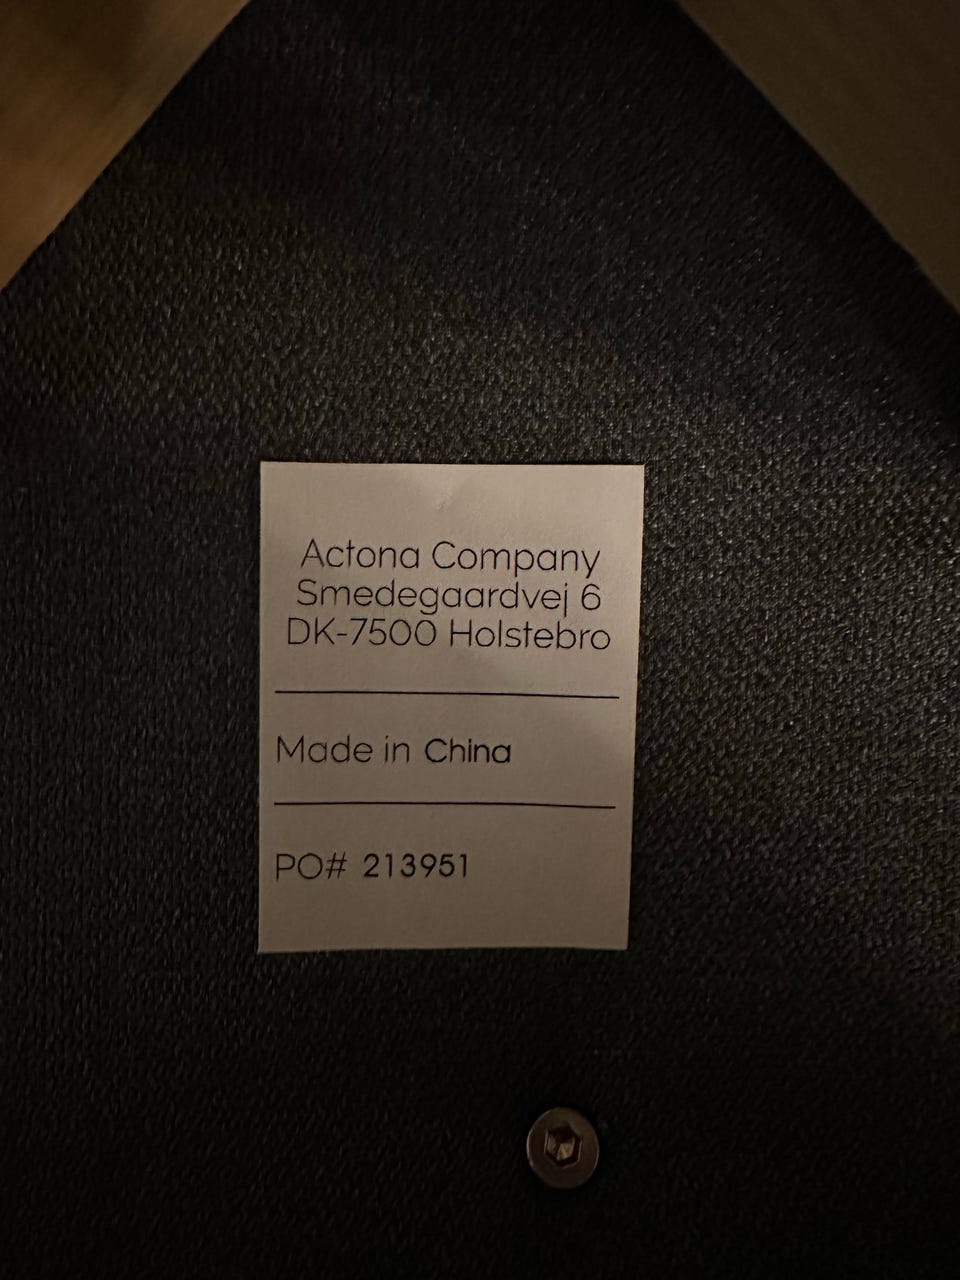 Actona Company
Smedegaardvej 6
DK-7500 Holstebro
Made in China
PO# 213951